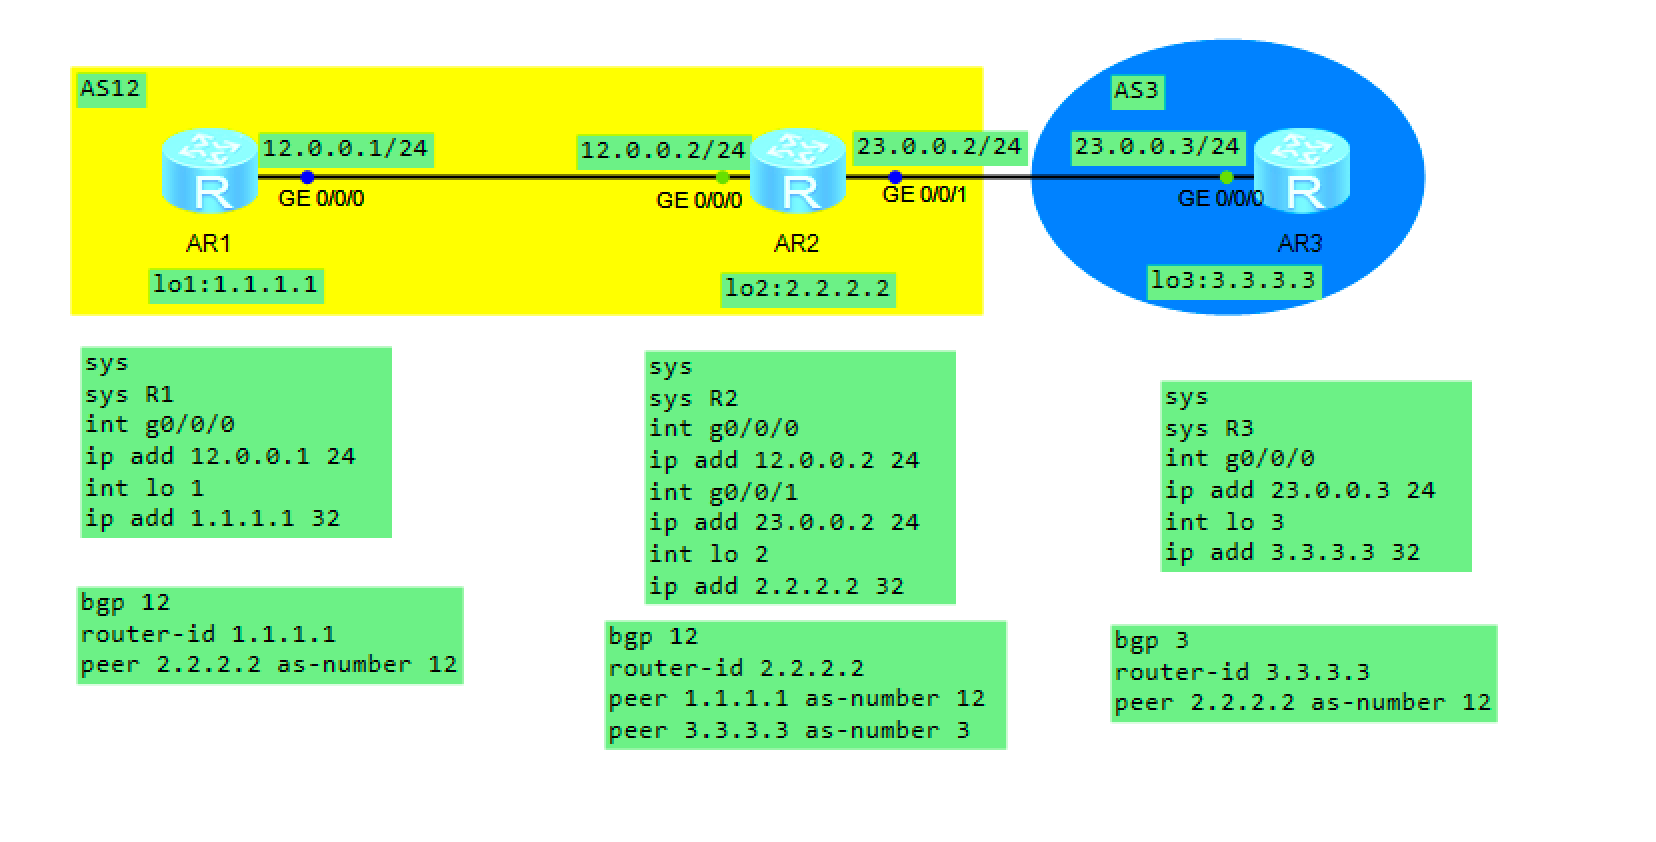 AS12
AS3
12.0.0.1/24
12.0.0.2/24
23.0.0.2/24
23.0.0.3/24
GE 0/0/0
GE 0/0/0
GE 0/0/1
GE 0/0/0
R
R
R
AR1
AR2
AR3
lo1:1.1.1.1
lo2:2.2.2.2
lo3:3.3.3.3
sys
sys R1
int g0/0/0
ip add 12.0.0.1 24
int lo 1
ip add 1.1.1.1 32
bgp 12
router-id 1.1.1.1
peer 2.2.2.2 as-number 12
sys
sys R2
int g0/0/0
ip add 12.0.0.2 24
int g0/0/1
ip add 23.0.0.2 24
int lo 2
ip add 2.2.2.2 32
bgp 12
router-id 2.2.2.2
peer 1.1.1.1 as-number 12
peer 3.3.3.3 as-number 3
sys
sys R3
int g0/0/0
ip add 23.0.0.3 24
int lo 3
ip add 3.3.3.3 32
bgp 3
router-id 3.3.3.3
peer 2.2.2.2 as-number 12